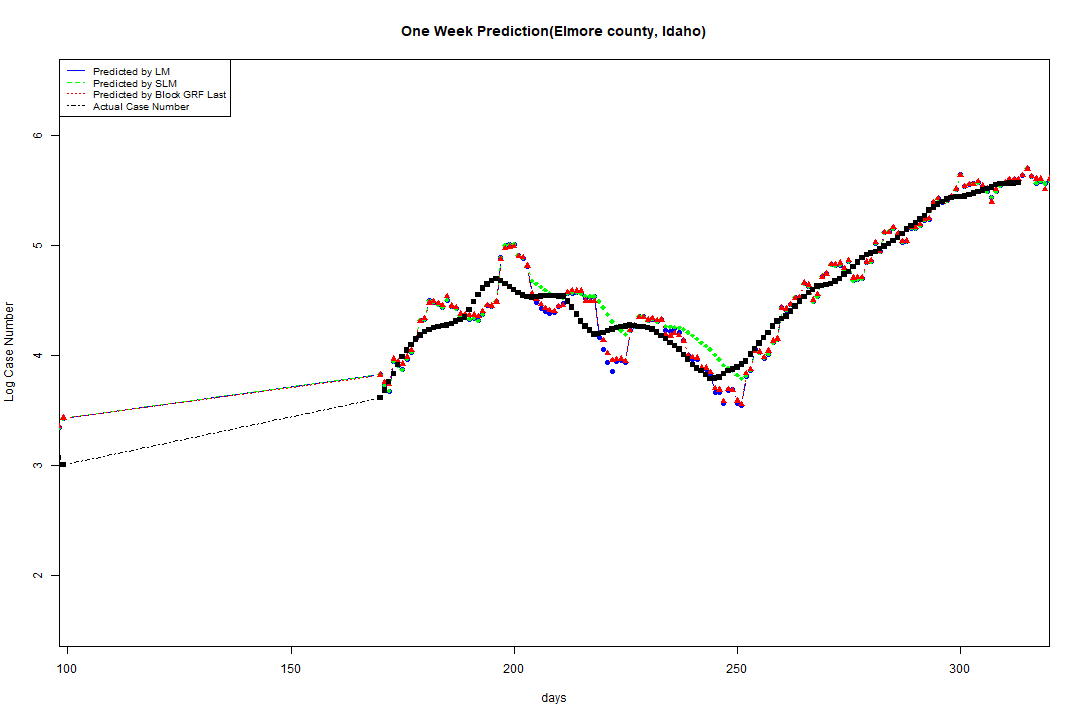 One Week Prediction(Elmore county, Idaho)
Predicted by LM
Predicted by SLM
Predicted by Block GRF Last
Actual Case Number
Log Case Number
6
5
4
3
2
100 150 200 250 300
days